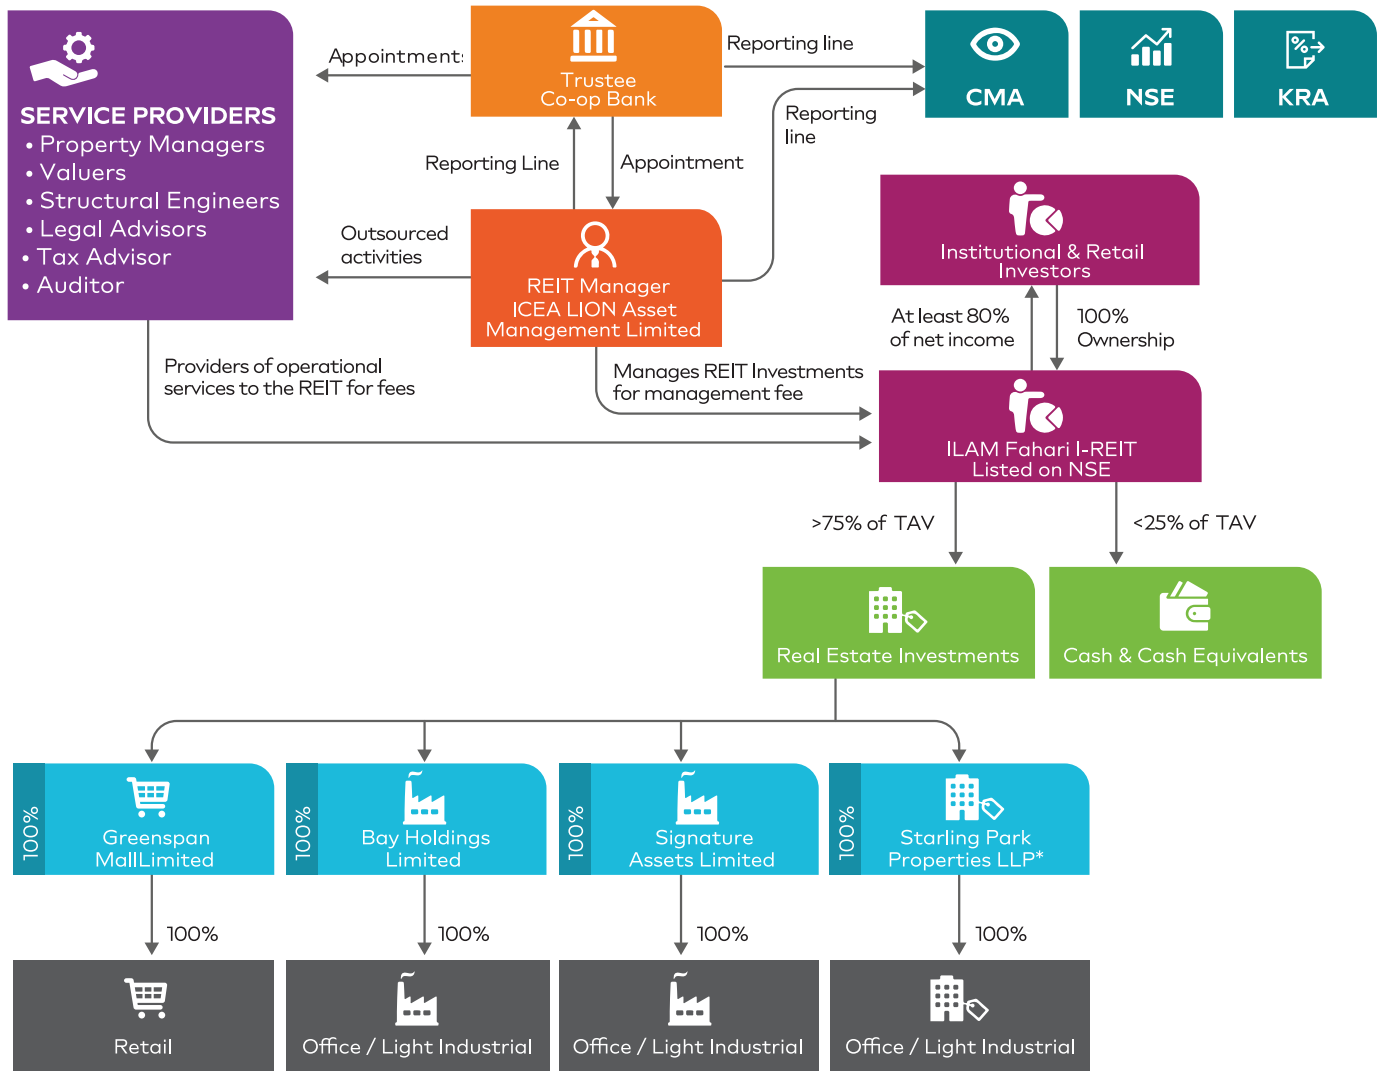 SERVICE PROVIDERS
• Property Managers
• Valuers
• Structural Engineers
• Legal Advisors
• Tax Advisor
• Auditor
Appointment:
Trustee
Co-op Bank
Reporting line
CMA
NSE
KRA
Reporting
line
Reporting Line
Appointment
Outsourced
activities
REIT Manager
ICEA LION Asset
Management Limited
Institutional & Retail
Investors
At least 80%
of net income
100%
Ownership
Providers of operational
services to the REIT for fees
Manages REIT Investments
for management fee
ILAM Fahari I-REIT
Listed on NSE
>75% of TAV
<25% of TAV
Real Estate Investments
Cash & Cash Equivalents
100%
Greenspan
MallLimited
100%
Bay Holdings
Limited
100%
Signature
Assets Limited
100%
Starling Park
Properties LLP*
100%
100%
100%
100%
Retail
Office / Light Industrial
Office / Light Industrial
Office / Light Industrial